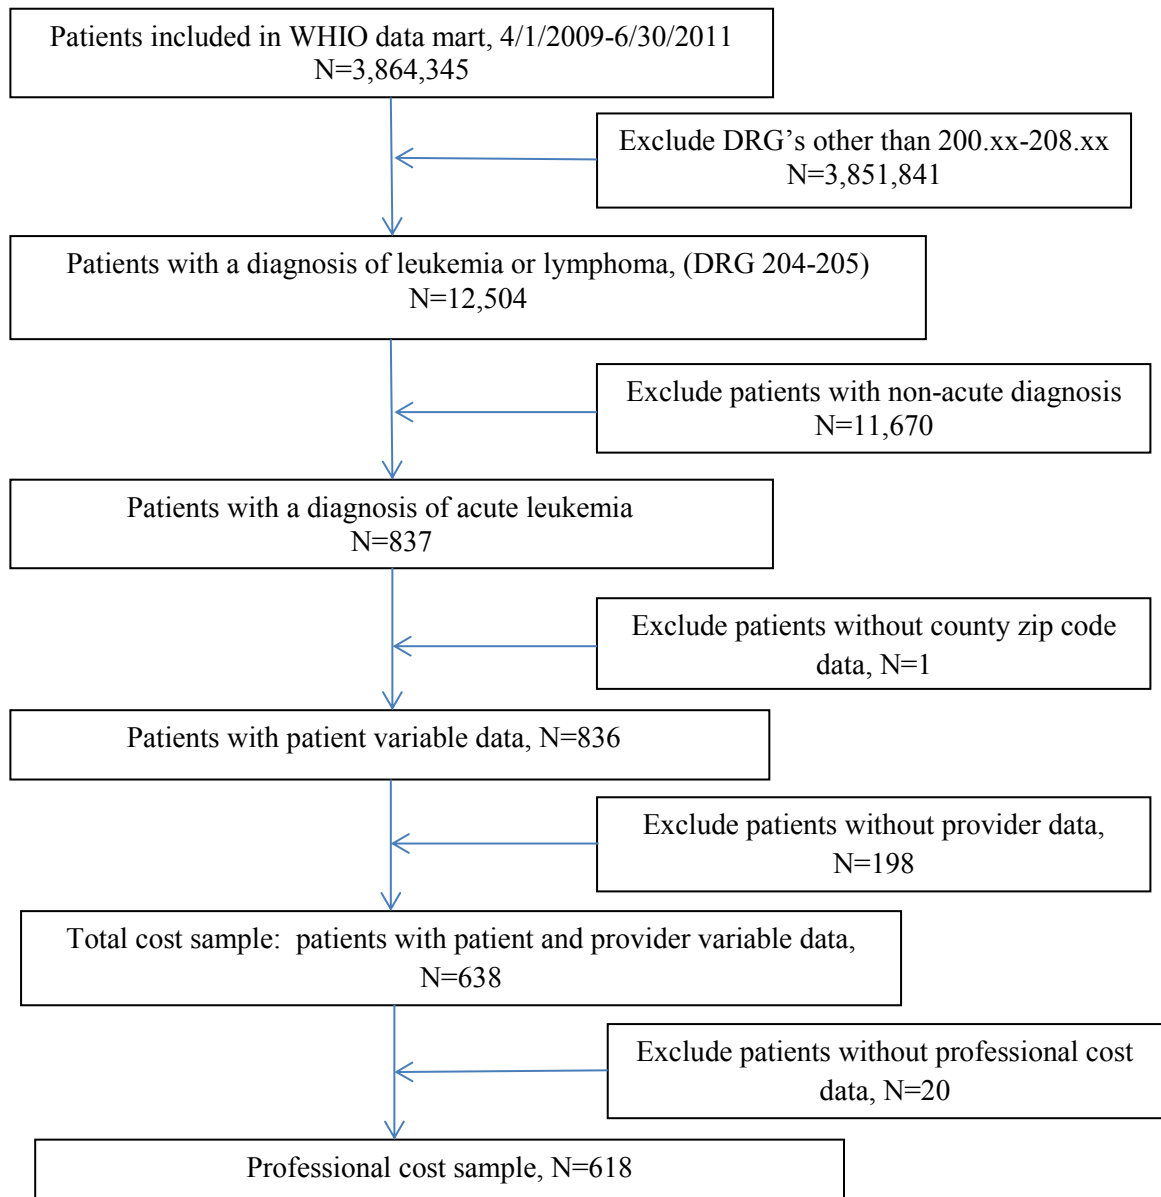 Patients included in WHIO data mart, 4/1/2009-6/30/2011
N=3,864,345
Exclude DRG's other than 200.xx-208.xx
N=3,851,841
Patients with a diagnosis of leukemia or lymphoma, (DRG 204-205)
N=12,504
Exclude patients with non-acute diagnosis
N=11,670
Patients with a diagnosis of acute leukemia
N=837
Exclude patients without county zip code
data, N=1
Patients with patient variable data, N=836
Exclude patients without provider data,
N=198
Total cost sample:  patients with patient and provider variable data,
N=638
Exclude patients without professional cost
data, N=20
Professional cost sample, N=618